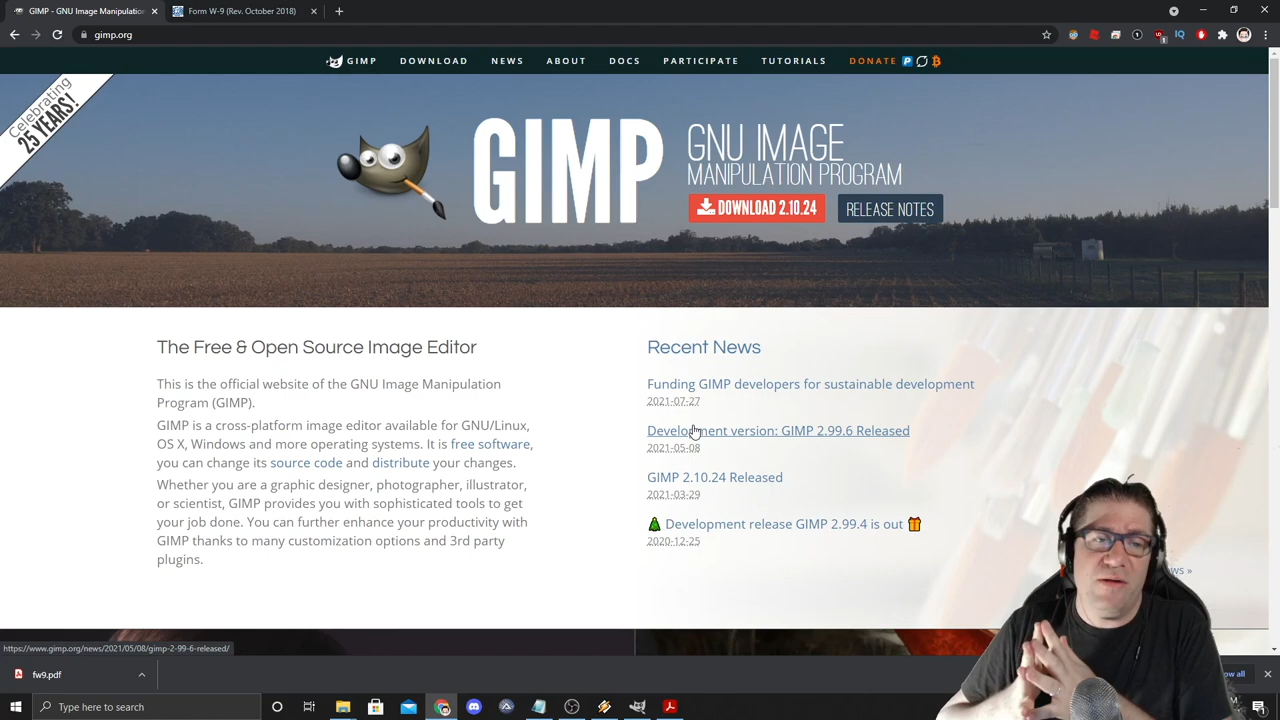 GIMP - GNU Image Manipulation
Form W-9 (Rev. October 2018)
gimp.org
GIMP
DOWNLOAD
NEWS
ABOUT
DOCS
PARTICIPATE
TUTORIALS
DONATE
Celebrating
25 YEARS!
GIMP
GNU IMAGE
MANIPULATION PROGRAM
DOWNLOAD 2.10.24
RELEASE NOTES
The Free & Open Source Image Editor
This is the official website of the GNU Image Manipulation
Program (GIMP).
GIMP is a cross-platform image editor available for GNU/Linux,
OS X, Windows and more operating systems. It is free software,
you can change its source code and distribute your changes.
Whether you are a graphic designer, photographer, illustrator,
or scientist, GIMP provides you with sophisticated tools to get
your job done. You can further enhance your productivity with
GIMP thanks to many customization options and 3rd party
plugins.
Recent News
Funding GIMP developers for sustainable development
2021-07-27
Development version: GIMP 2.99.6 Released
2021-05-08
GIMP 2.10.24 Released
2021-03-29
Development release GIMP 2.99.4 is out
2020-12-25
ws »
https://www.gimp.org/news/2021/05/08/gimp-2-99-6-released/
fw9.pdf
ow all
Type here to search